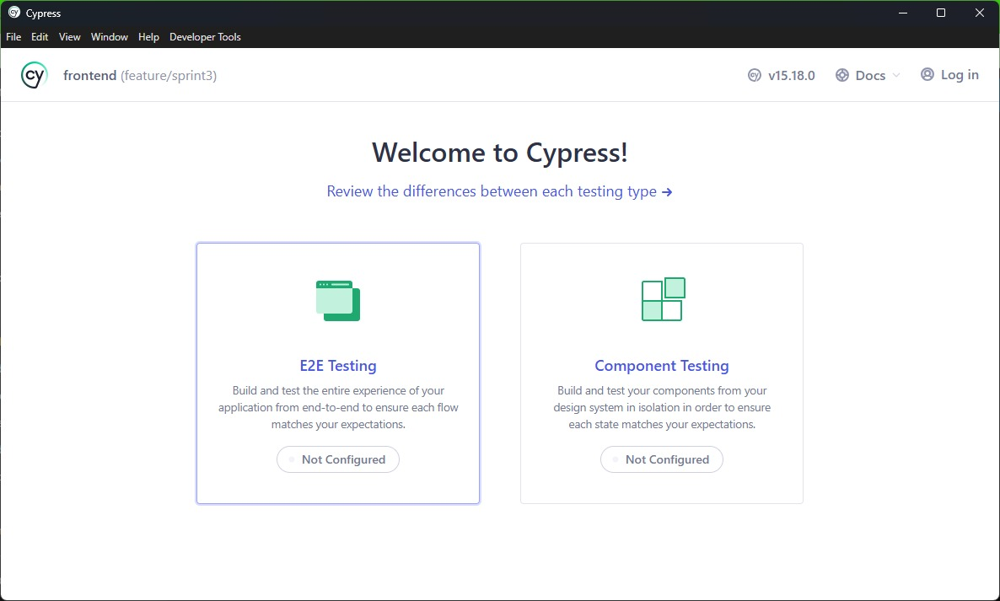 Cypress
File Edit View Window Help Developer Tools
cy frontend (feature/sprint3) v15.18.0 Docs Log in
Welcome to Cypress!
Review the differences between each testing type →
E2E Testing
Build and test the entire experience of your
application from end-to-end to ensure each flow
matches your expectations.
Not Configured
Component Testing
Build and test your components from your
design system in isolation in order to ensure
each state matches your expectations.
Not Configured